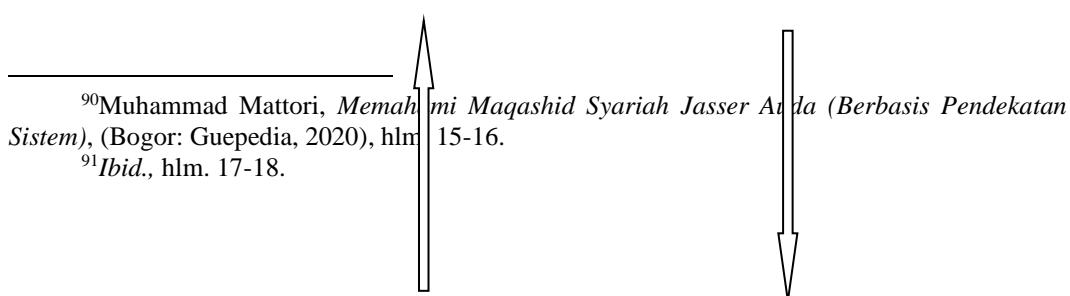 90Muhammad Mattori, Memahami Maqashid Syariah Jasser Auda (Berbasis Pendekatan
Sistem), (Bogor: Guepedia, 2020), hlm. 15-16.
91Ibid., hlm. 17-18.